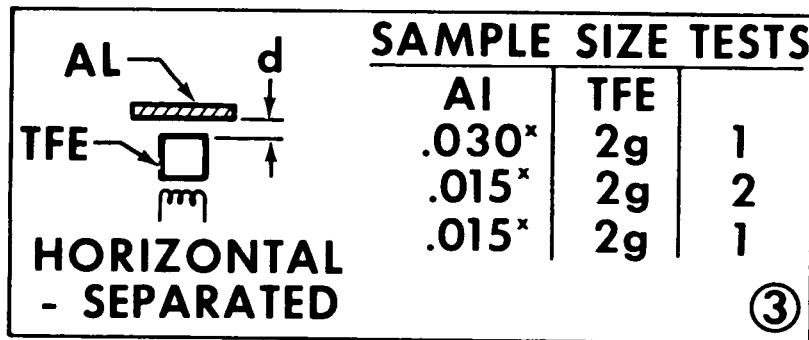 AL
d
TFE
HORIZONTAL
- SEPARATED
SAMPLE SIZE TESTS
Al TFE
.030x 2g 1
.015x 2g 2
.015x 2g 1
3